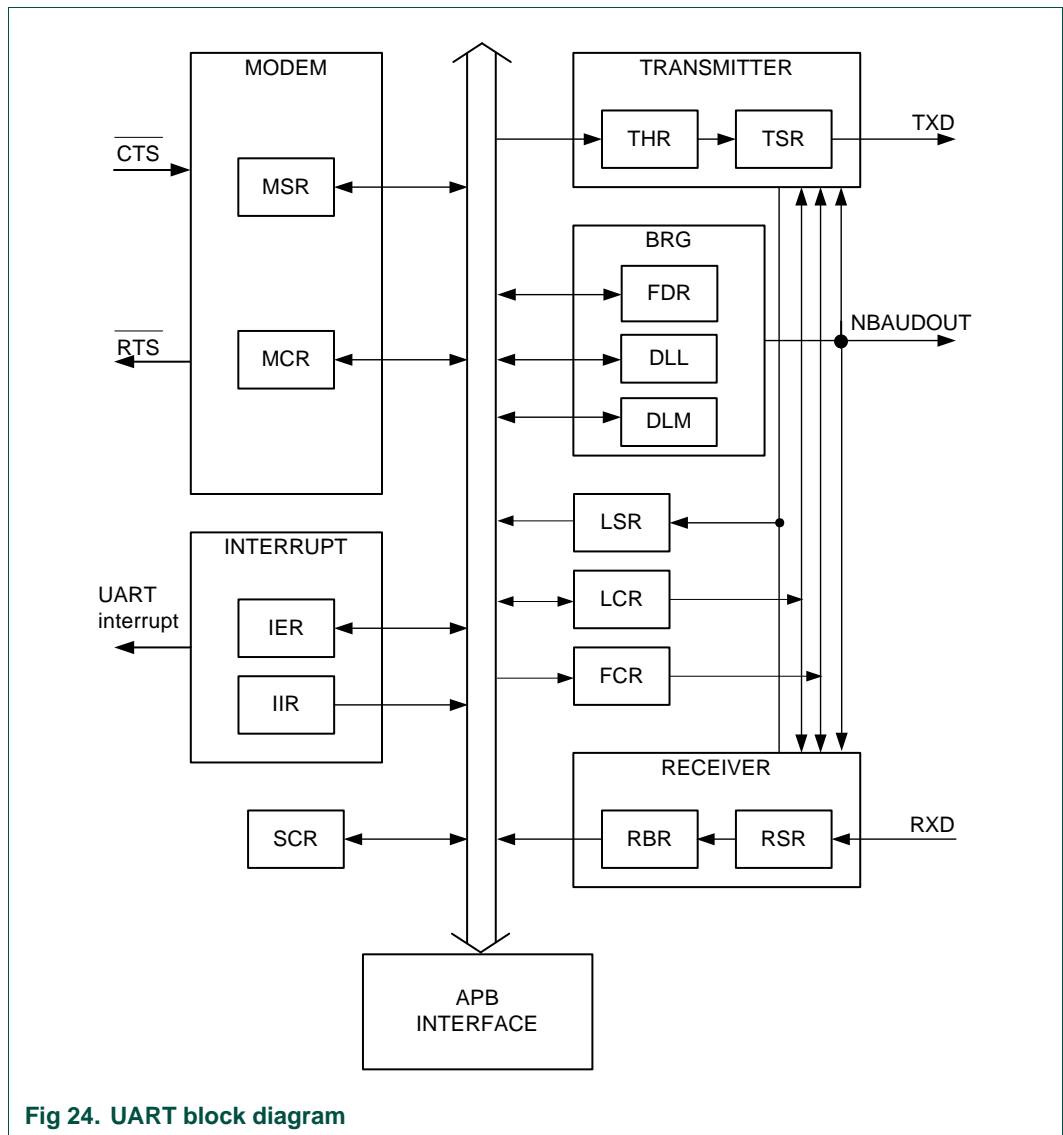 MODEM
TRANSMITTER
CTS
MSR
THR
TSR
TXD
BRG
FDR
RTS
MCR
NBAUDOUT
DLL
DLM
LSR
INTERRUPT
UART
interrupt
IER
LCR
FCR
IIR
RECEIVER
SCR
RBR
RSR
RXD
APB
INTERFACE
Fig 24. UART block diagram